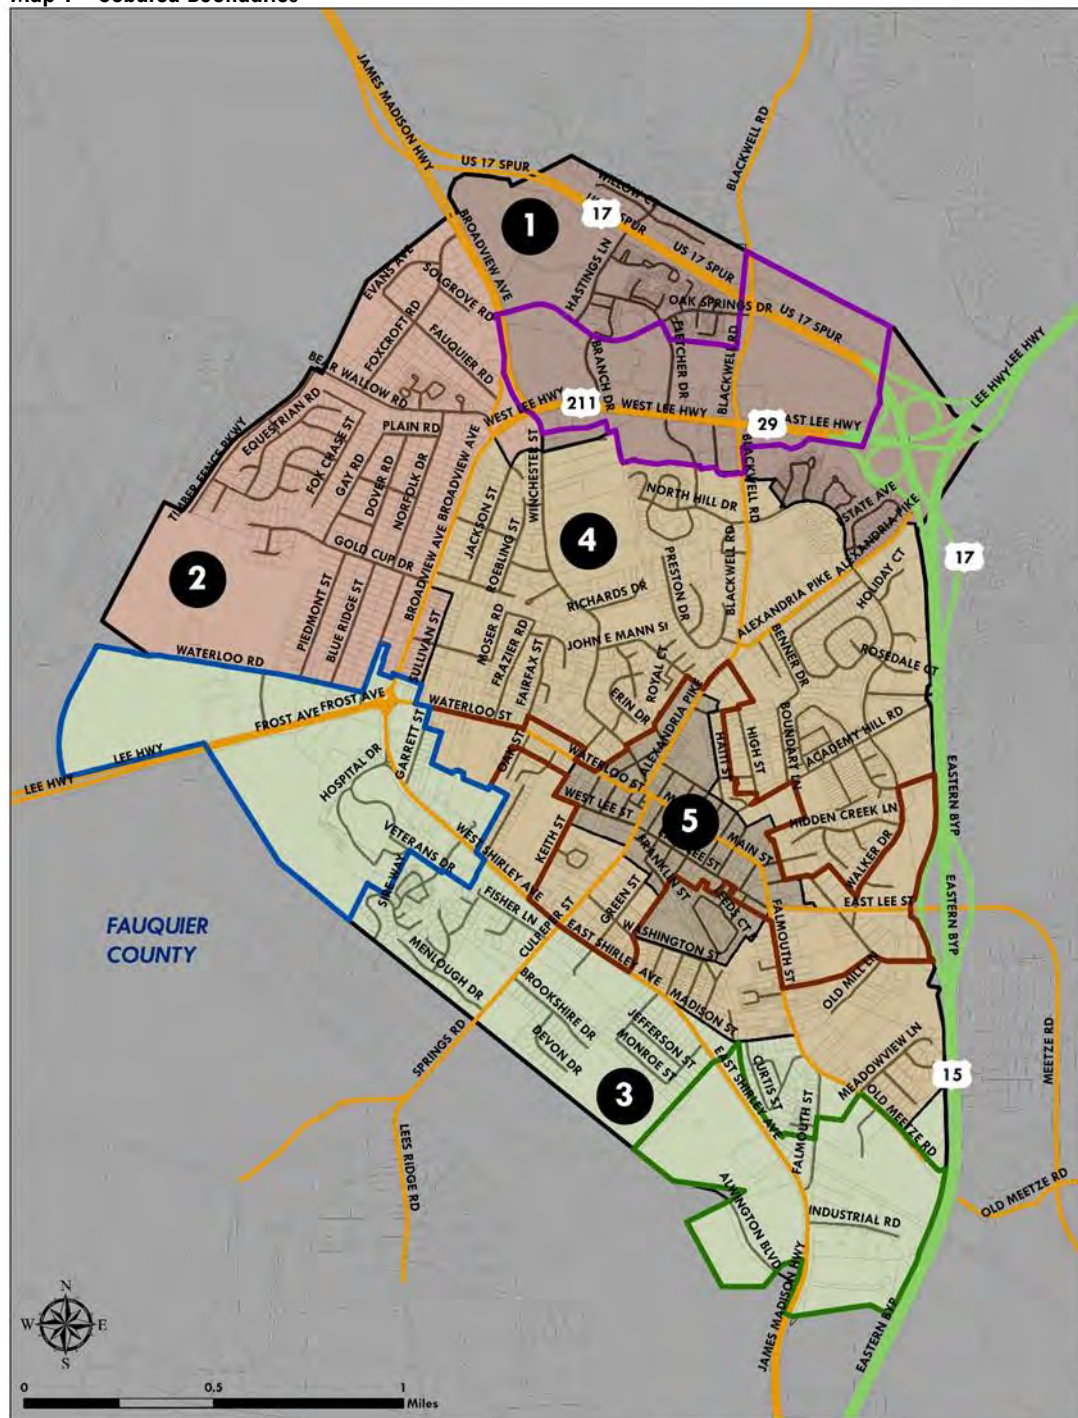 JAMES MADISON HWY
BLACKWELL RD
US 17 SPUR
WILLOW CT
17
1
US 17 SPUR
BROADVIEW AVE
HASTINGS LN
EVANS AVE
SOLGROVE RD
OAK SPRINGS DR
US 17 SPUR
FOXCROFT RD
FAUQUIER RD
FLETCHER DR
BLACKWELL RD
BRANCH DR
LEE HWY
LEE HWY
BEAR WALLOW RD
WEST LEE HWY
211
WEST LEE HWY
29
EAST LEE HWY
EQUESTRIAN RD
PLAIN RD
TIMBER FENCE PKWY
FOX CHASE ST
GAY RD
DOVER RD
NORFOLK DR
BROADVIEW AVE
BROADVIEW AVE
WINCHESTER ST
BLACKWELL RD
JACKSON ST
NORTH HILL DR
STATE AVE
ALEXANDRIA PIKE
4
GOLD CUP DR
ROEBLING ST
PRESTON DR
BLACKWELL RD
17
2
RICHARDS DR
ALEXANDRIA PIKE
HOLIDAY CT
PIEDMONT ST
BLUE RIDGE ST
SULLIVAN ST
MOSER RD
FRAZIER RD
FAIRFAX ST
JOHN E MANN ST
ROYAL CT
BENNER DR
ROSEDALE CT
WATERLOO RD
ERIN DR
ALEXANDRIA PIKE
FROST AVE
FROST AVE
WATERLOO ST
BOUNDARY LN
ACADEMY HILL RD
LEE HWY
LEE HWY
HOSPITAL DR
GARRETT ST
OAK ST
WATERLOO ST
HAITI ST
HIGH ST
EASTERN BYP
WEST LEE ST
5
MAIN ST
HIDDEN CREEK LN
VETERANS DR
WEST SHIRLEY AVE
KEITH ST
FRANKLIN ST
WALKER DR
SIRE WAY
FISHER LN
CULPEPER ST
GREEN ST
LEEDS CT
EAST LEE ST
EASTERN BYP
FAUQUIER
COUNTY
MENLOUGH DR
EAST SHIRLEY AVE
WASHINGTON ST
FALMOUTH ST
OLD MILL LN
BROOKSHIRE DR
MADISON ST
DEVON DR
JEFFERSON ST
MONROE ST
SPRINGS RD
MEADOWVIEW LN
MEETZE RD
3
EAST SHIRLEY AVE
CURTIS ST
FALMOUTH ST
OLD MEETZE RD
15
LEES RIDGE RD
ALWINGTON BLVD
INDUSTRIAL RD
OLD MEETZE RD
JAMES MADISON HWY
EASTERN BYP
N
W E
S
0 0.5 1
Miles